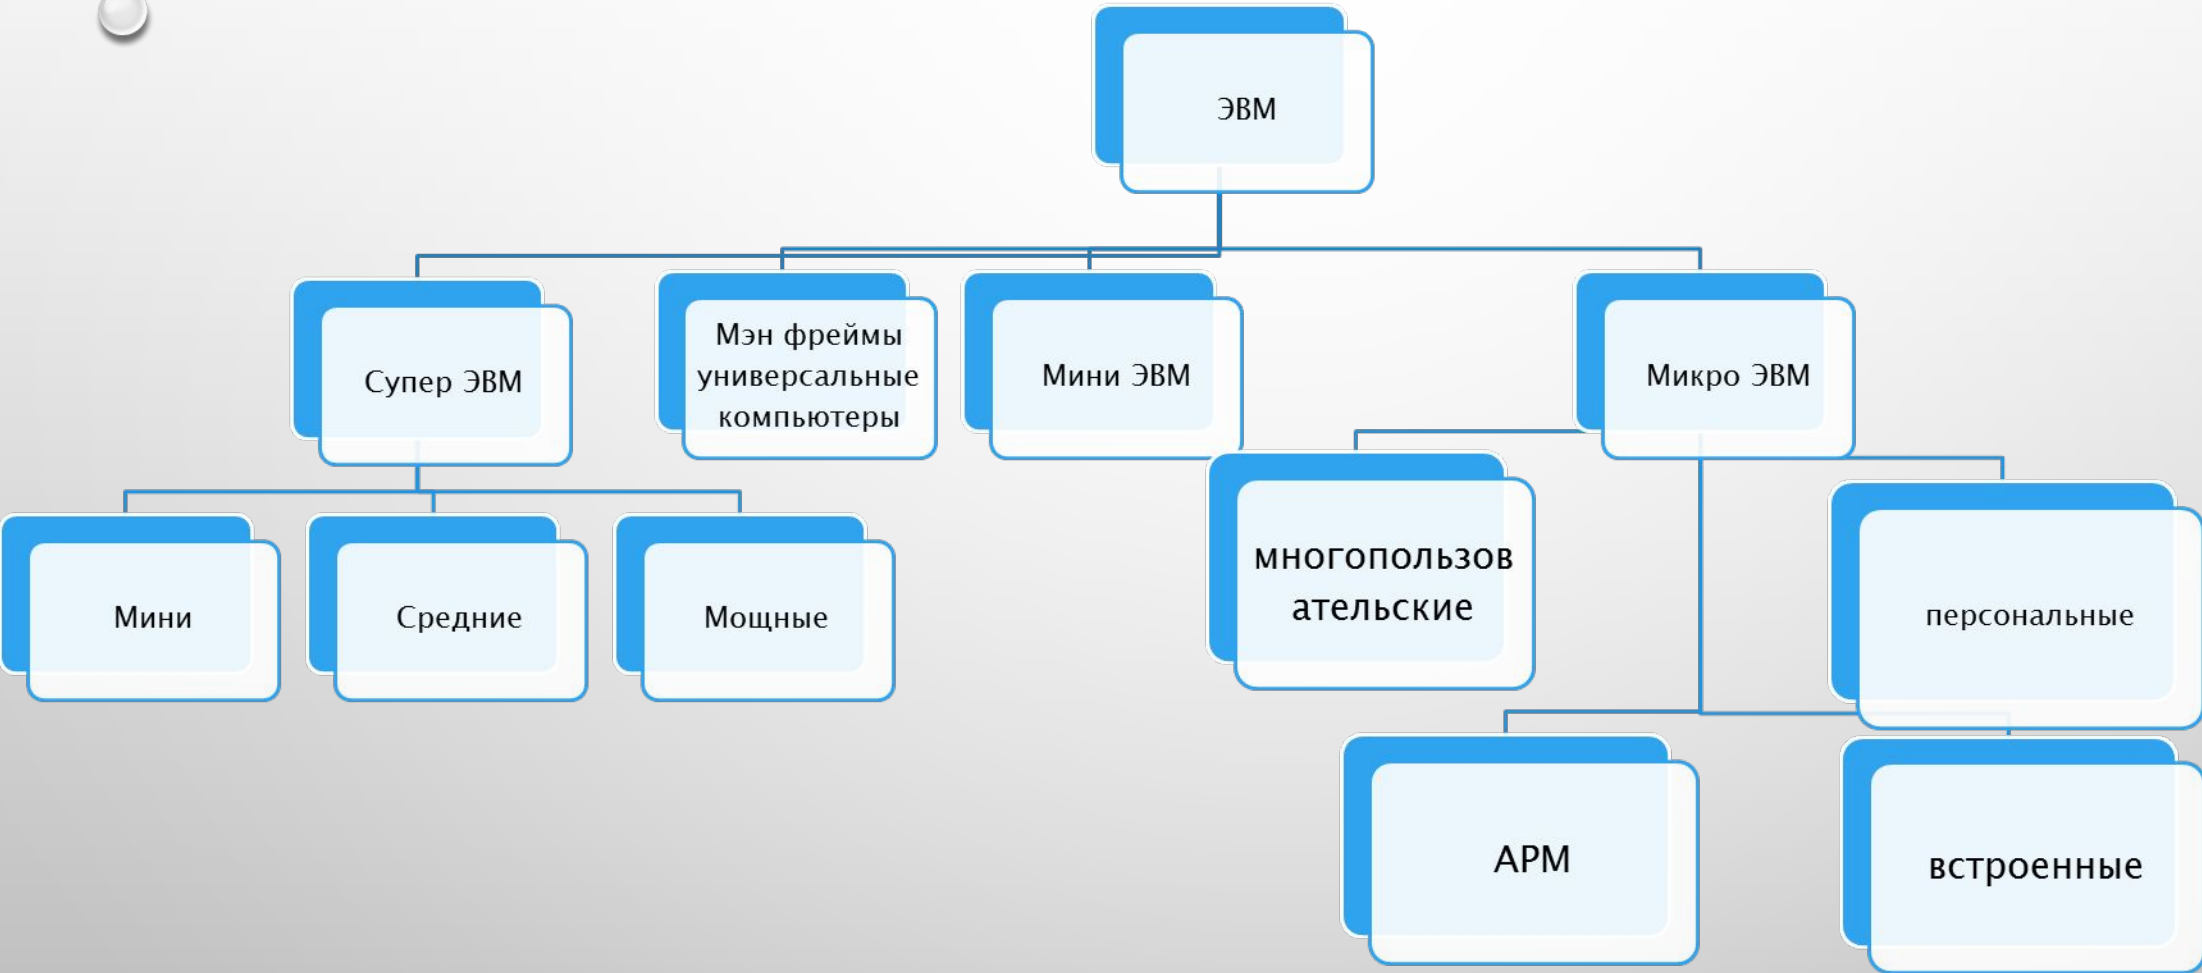 ЭВМ
Супер ЭВМ
Мэн фреймы
универсальные
компьютеры
Мини ЭВМ
Микро ЭВМ
Мини
Средние
Мощные
многопользов
ательские
персональные
АРМ
встроенные